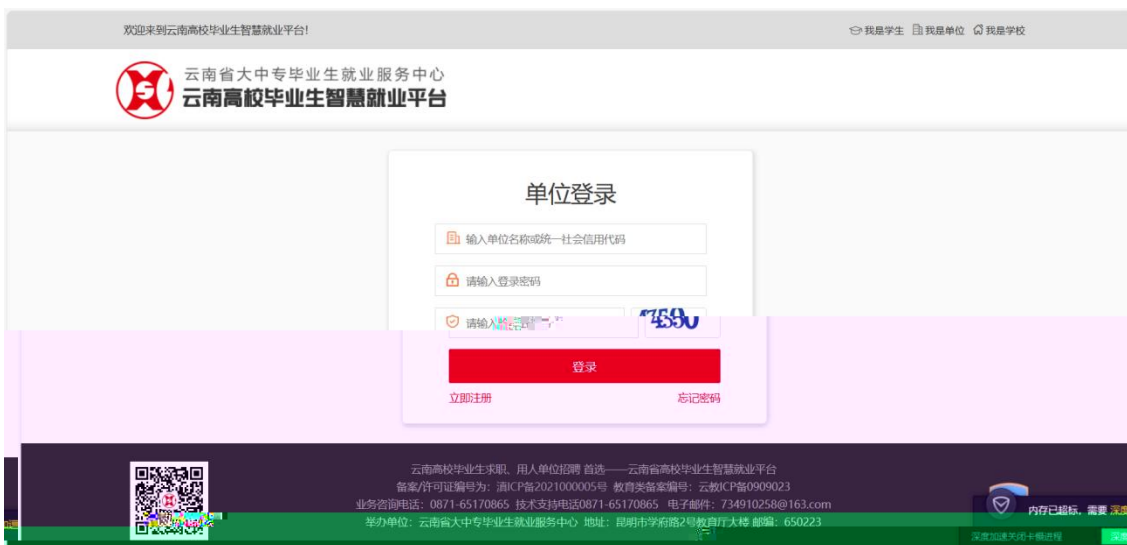 欢迎来到云南高校毕业生智慧就业平台!
我是学生 我是单位 我是学校
云南省大中专毕业生就业服务中心
云南高校毕业生智慧就业平台
单位登录
输入单位名称或统一社会信用代码
请输入登录密码
请输入
登录
立即注册 忘记密码
云南高校毕业生求职、用人单位招聘 首选——云南省高校毕业生智慧就业平台
备案/许可证编号为：滇ICP备2021000005号 教育类备案编号：云教ICP备0909023
业务咨询电话：0871-65170865 技术支持电话0871-65170865 电子邮件：734910258@163.com
举办单位：云南省大中专毕业生就业服务中心 地址：昆明市学府路2号教育厅大楼 邮编：650223
内存已超标，需要 深度
深度加速关闭卡顿进程 深度